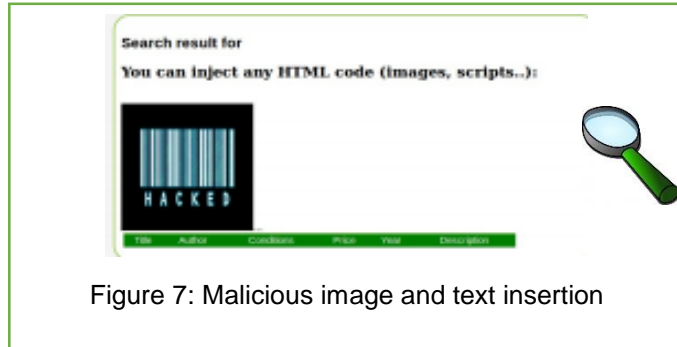 Search result for
You can inject any HTML code (images, scripts..):
HACKED
Title Author Conditions Price Year Description
Figure 7: Malicious image and text insertion